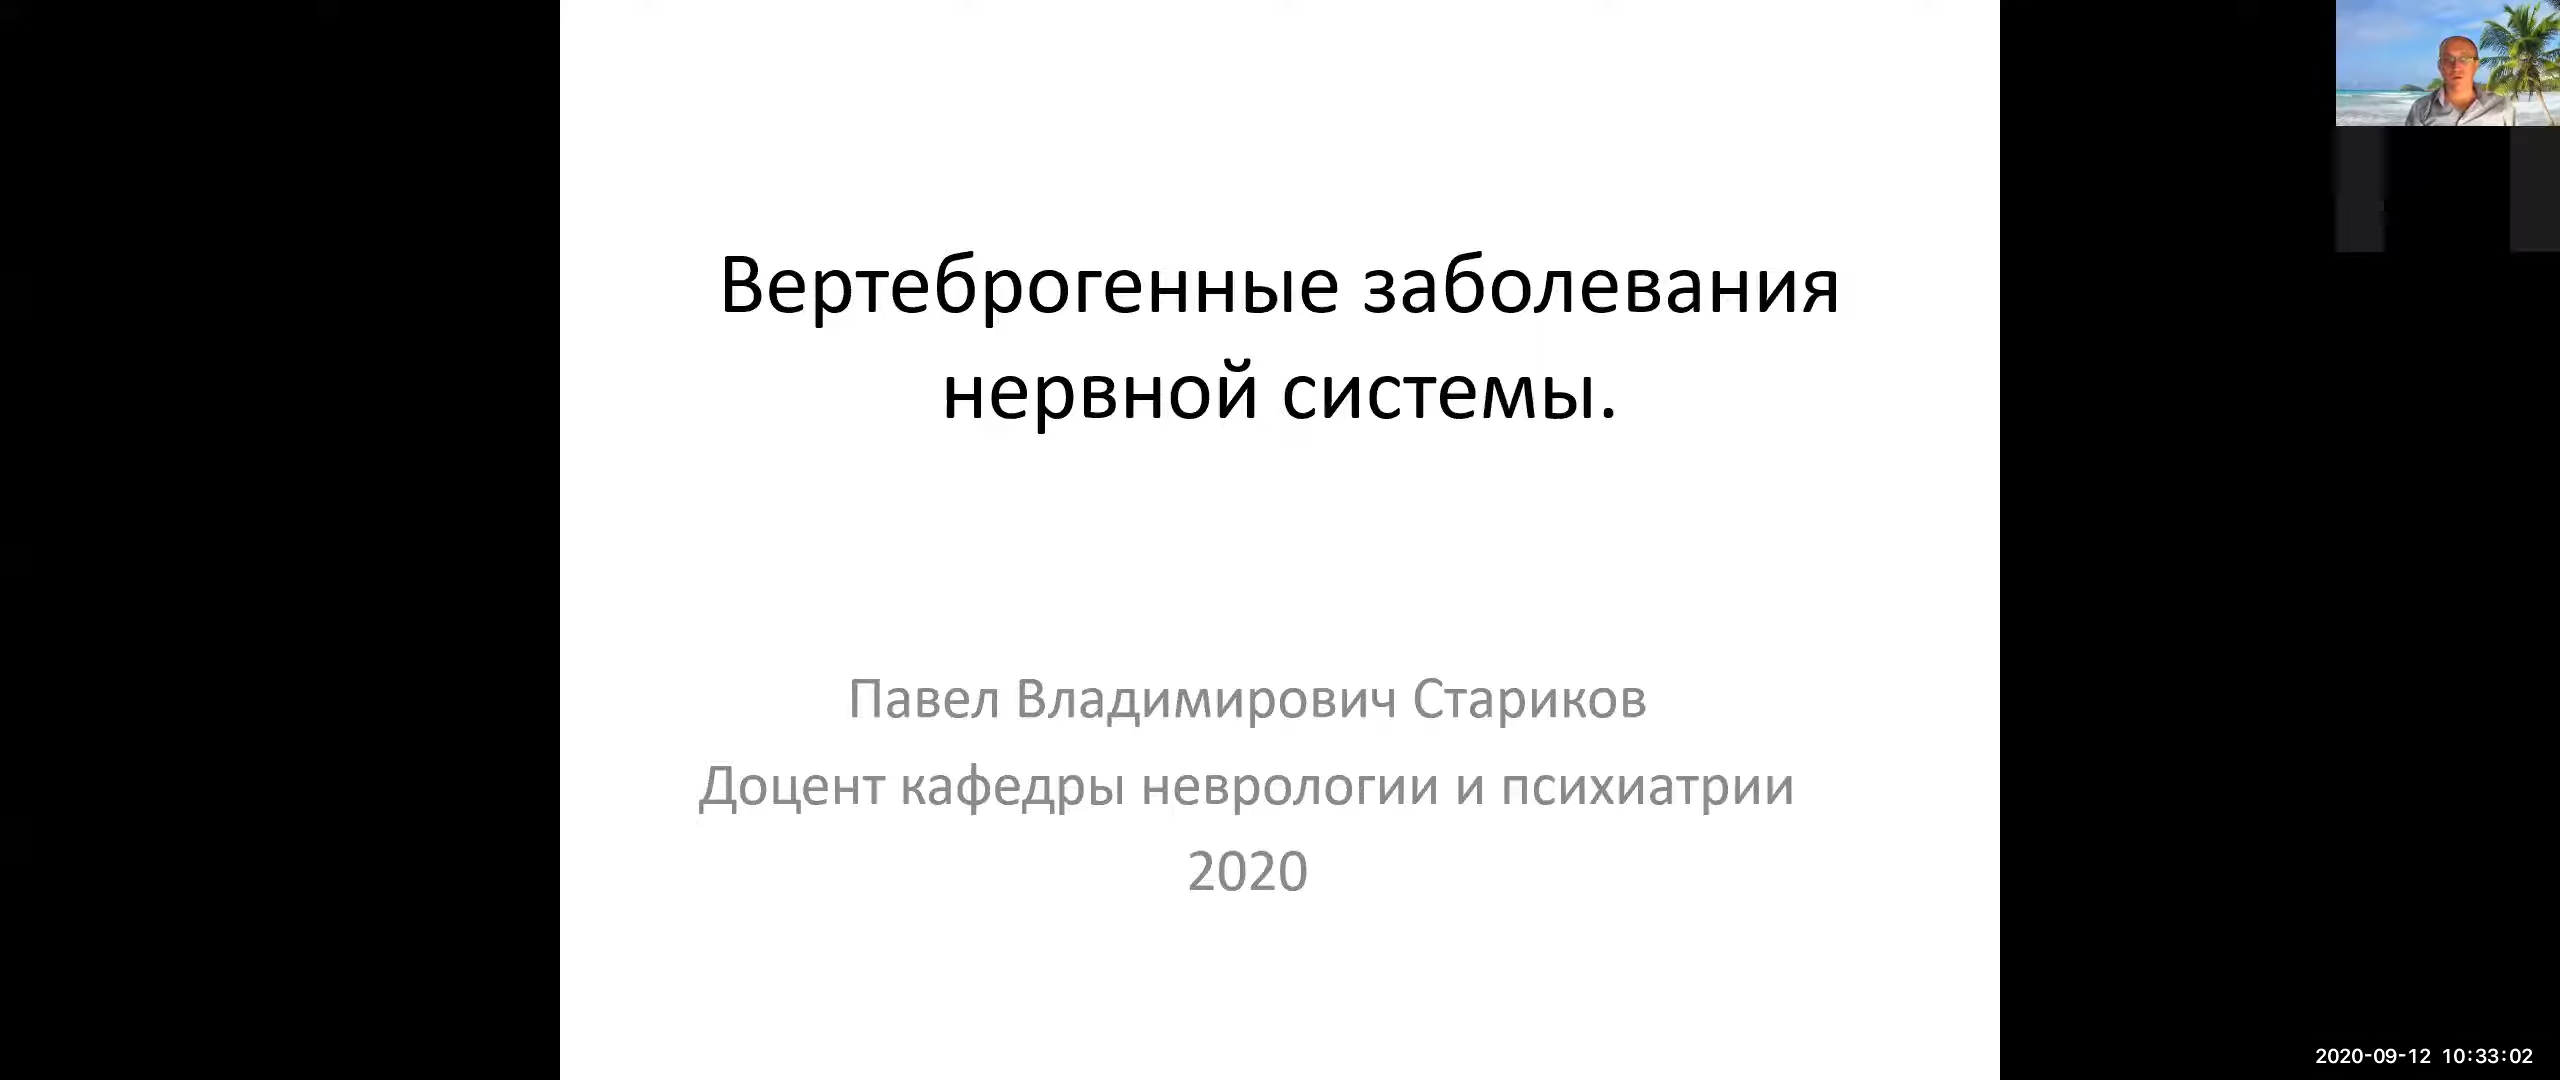 Вертеброгенные заболевания
нервной системы.
Павел Владимирович Стариков
Доцент кафедры неврологии и психиатрии
2020
2020-09-12 10:33:02